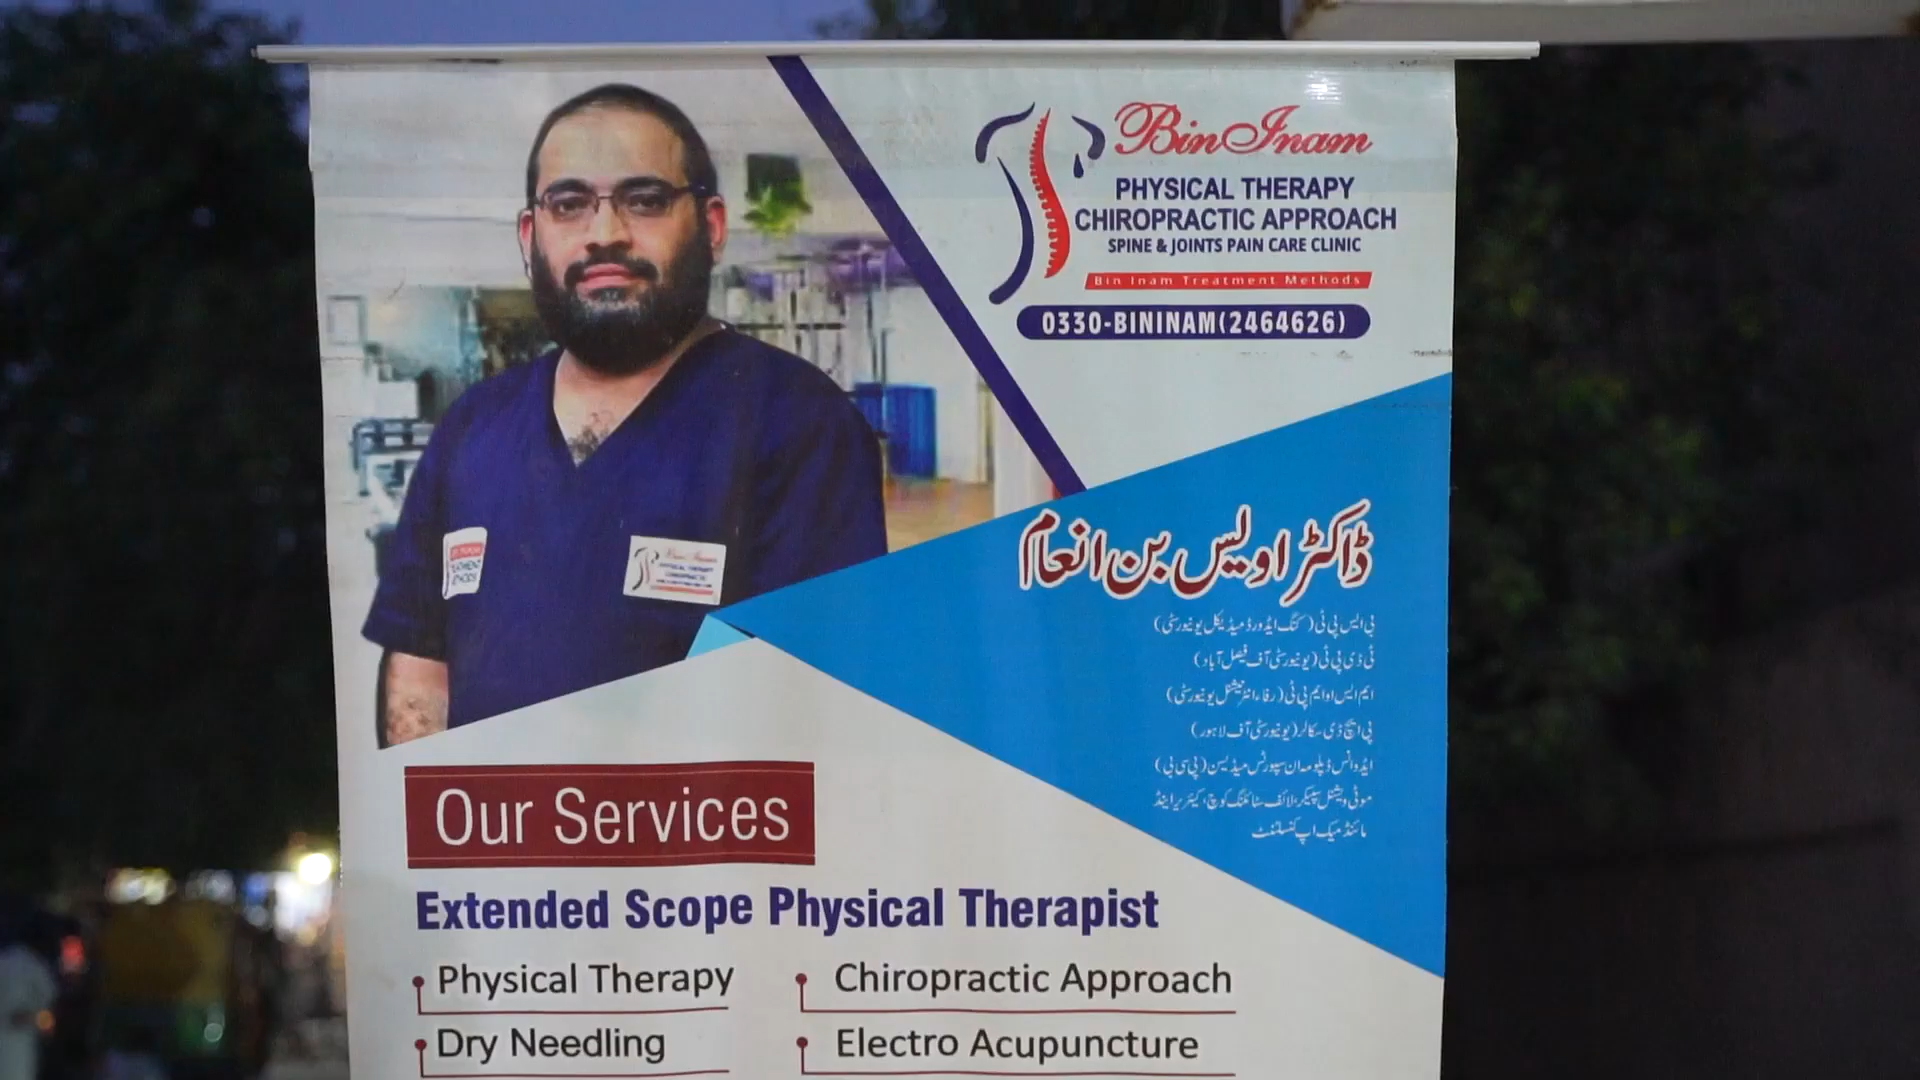 Bin Inam
PHYSICAL THERAPY
CHIROPRACTIC APPROACH
SPINE & JOINTS PAIN CARE CLINIC
Bin Inam Treatment Methods
0330-BININAM(2464626)
ڈاکٹر اویس بن انعام
بی ایس پی ٹی (کنگ ایڈورڈ میڈیکل یونیورسٹی)
ٹی ڈی پی ٹی (یونیورسٹی آف فیصل آباد)
ایم ایس او ایم پی ٹی (رفاہ انٹرنیشنل یونیورسٹی)
پی ایچ ڈی سکالر (یونیورسٹی آف لاہور)
ایڈوانس ڈپلومہ ان سپورٹس میڈیسن (پی سی بی)
موٹی ویشنل سپیکر، لائف سٹائلنگ کوچ، کیئریر اینڈ
مائنڈ میک اپ کنسلٹنٹ
PHYSICAL THERAPY
CHIROPRACTIC
Our Services
Extended Scope Physical Therapist
Physical Therapy
Chiropractic Approach
Dry Needling
Electro Acupuncture